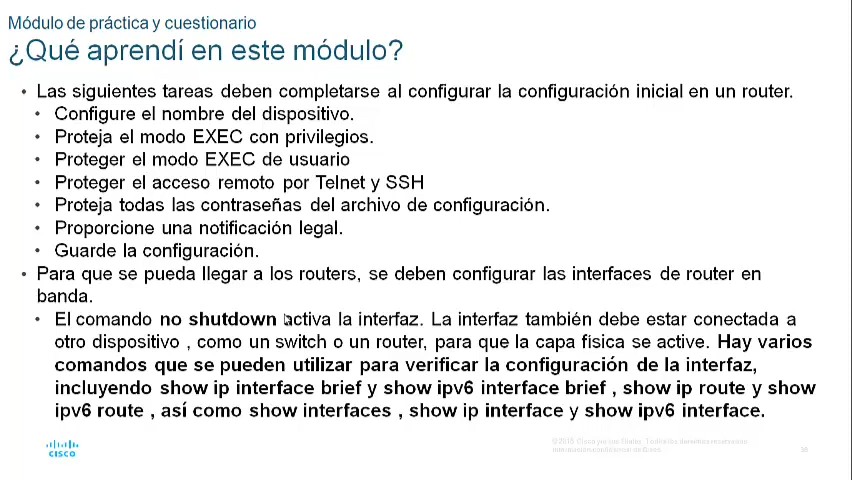 Módulo de práctica y cuestionario
¿Qué aprendí en este módulo?
• Las siguientes tareas deben completarse al configurar la configuración inicial en un router.
• Configure el nombre del dispositivo.
• Proteja el modo EXEC con privilegios.
• Proteger el modo EXEC de usuario
• Proteger el acceso remoto por Telnet y SSH
• Proteja todas las contraseñas del archivo de configuración.
• Proporcione una notificación legal.
• Guarde la configuración.
• Para que se pueda llegar a los routers, se deben configurar las interfaces de router en
banda.
• El comando no shutdown activa la interfaz. La interfaz también debe estar conectada a
otro dispositivo , como un switch o un router, para que la capa física se active. Hay varios
comandos que se pueden utilizar para verificar la configuración de la interfaz,
incluyendo show ip interface brief y show ipv6 interface brief , show ip route y show
ipv6 route , así como show interfaces , show ip interface y show ipv6 interface.
CISCO